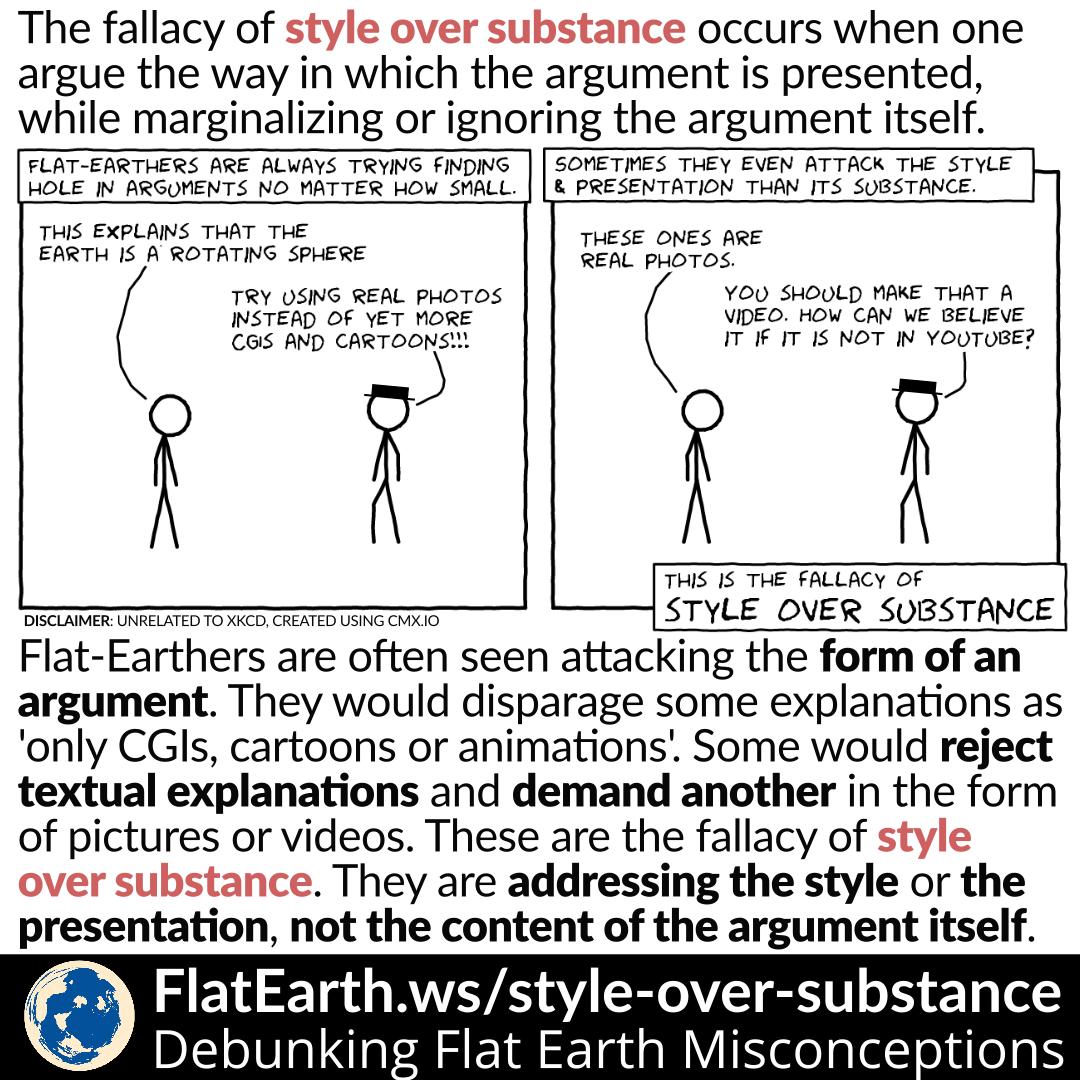 The fallacy of style over substance occurs when one
argue the way in which the argument is presented,
while marginalizing or ignoring the argument itself.
FLAT-EARTHERS ARE ALWAYS TRYING FINDING
HOLE IN ARGUMENTS NO MATTER HOW SMALL.
THIS EXPLAINS THAT THE
EARTH IS A ROTATING SPHERE
TRY USING REAL PHOTOS
INSTEAD OF YET MORE
CGIS AND CARTOONS!!!
SOMETIMES THEY EVEN ATTACK THE STYLE
& PRESENTATION THAN ITS SUBSTANCE.
THESE ONES ARE
REAL PHOTOS.
YOU SHOULD MAKE THAT A
VIDEO. HOW CAN WE BELIEVE
IT IF IT IS NOT IN YOUTUBE?
THIS IS THE FALLACY OF
STYLE OVER SUBSTANCE
DISCLAIMER: UNRELATED TO XKCD, CREATED USING CMX.IO
Flat-Earthers are often seen attacking the form of an
argument. They would disparage some explanations as
'only CGIs, cartoons or animations'. Some would reject
textual explanations and demand another in the form
of pictures or videos. These are the fallacy of style
over substance. They are addressing the style or the
presentation, not the content of the argument itself.
FlatEarth.ws/style-over-substance
Debunking Flat Earth Misconceptions